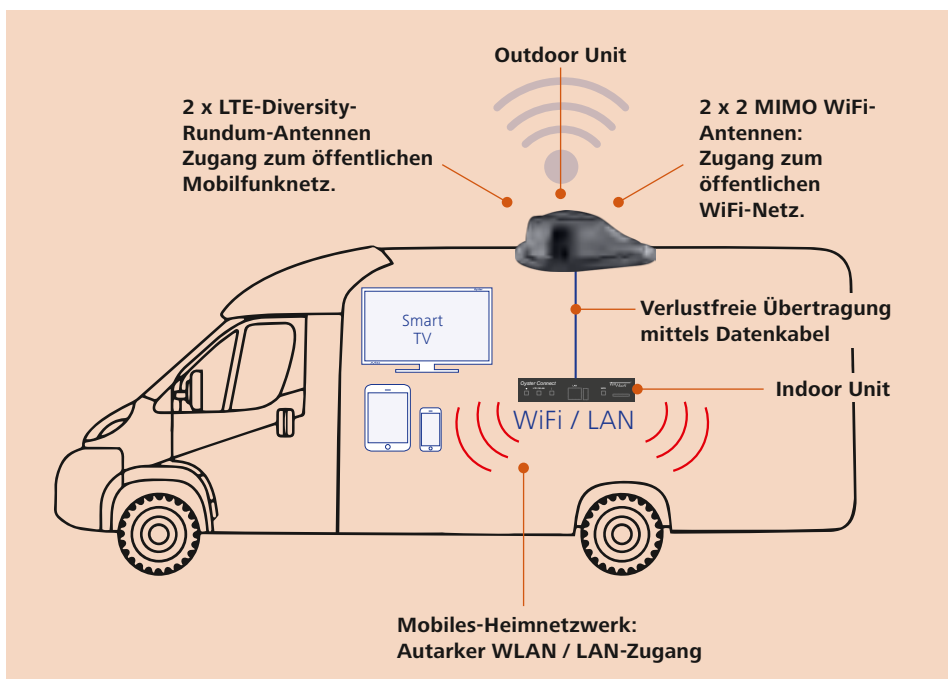 Outdoor Unit
2 x LTE-Diversity-
Rundum-Antennen
Zugang zum öffentlichen
Mobilfunknetz.
2 x 2 MIMO WiFi-
Antennen:
Zugang zum
öffentlichen
WiFi-Netz.
Smart
TV
Verlustfreie Übertragung
mittels Datenkabel
Oyster Connect
Indoor Unit
WiFi / LAN
Mobiles-Heimnetzwerk:
Autarker WLAN / LAN-Zugang